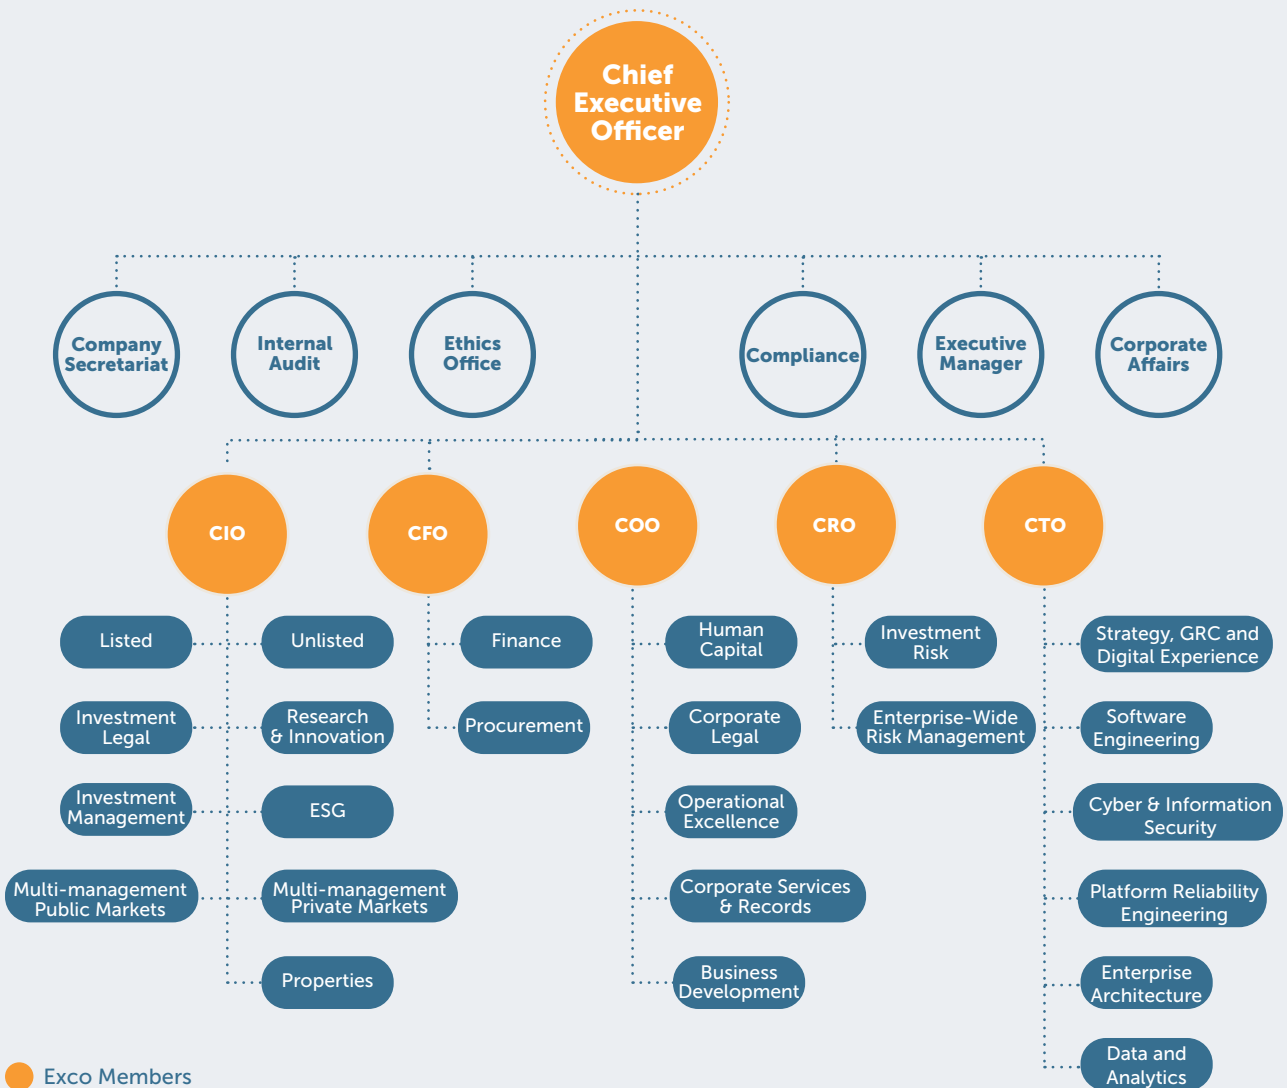 Chief
Executive
Officer
Company
Secretariat
Internal
Audit
Ethics
Office
Compliance
Executive
Manager
Corporate
Affairs
CIO
CFO
COO
CRO
CTO
Listed
Unlisted
Investment
Legal
Research
& Innovation
Investment
Management
ESG
Multi-management
Public Markets
Multi-management
Private Markets
Properties
Finance
Procurement
Human
Capital
Corporate
Legal
Operational
Excellence
Corporate Services
& Records
Business
Development
Investment
Risk
Enterprise-Wide
Risk Management
Strategy, GRC and
Digital Experience
Software
Engineering
Cyber & Information
Security
Platform Reliability
Engineering
Enterprise
Architecture
Data and
Analytics
Exco Members